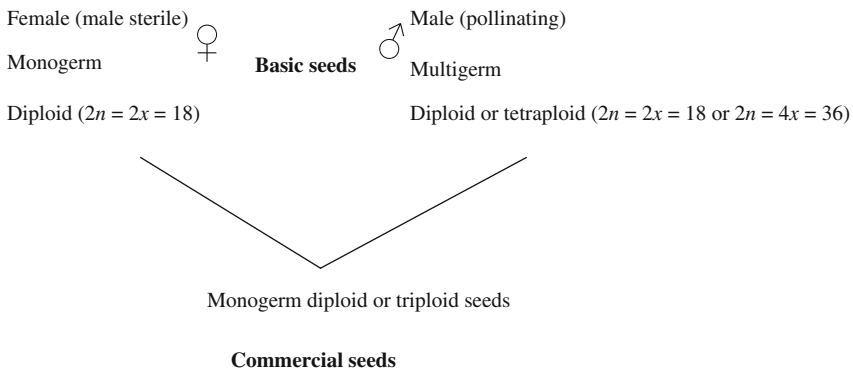 Female (male sterile)
Male (pollinating)
Monogerm
Basic seeds
Multigerm
Diploid (2n = 2x = 18)
Diploid or tetraploid (2n = 2x = 18 or 2n = 4x = 36)
Monogerm diploid or triploid seeds
Commercial seeds